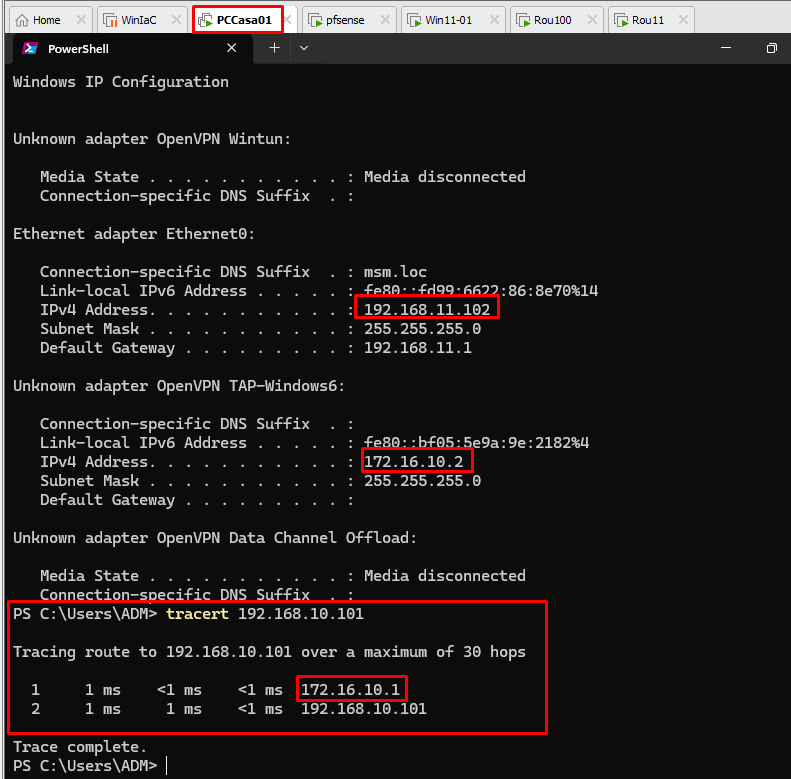 Home WinIaC PCCasa01 pfsense Win11-01 Rou100 Rou11
PowerShell
Windows IP Configuration
Unknown adapter OpenVPN Wintun:
Media State . . . . . . . . . . . : Media disconnected
Connection-specific DNS Suffix  . :
Ethernet adapter Ethernet0:
Connection-specific DNS Suffix  . : msm.loc
Link-local IPv6 Address . . . . . : fe80::fd99:6622:86:8e70%14
IPv4 Address. . . . . . . . . . . : 192.168.11.102
Subnet Mask . . . . . . . . . . . : 255.255.255.0
Default Gateway . . . . . . . . . : 192.168.11.1
Unknown adapter OpenVPN TAP-Windows6:
Connection-specific DNS Suffix  . :
Link-local IPv6 Address . . . . . : fe80::bf05:5e9a:9e:2182%4
IPv4 Address. . . . . . . . . . . : 172.16.10.2
Subnet Mask . . . . . . . . . . . : 255.255.255.0
Default Gateway . . . . . . . . . :
Unknown adapter OpenVPN Data Channel Offload:
Media State . . . . . . . . . . . : Media disconnected
Connection-specific DNS Suffix  . :
PS C:\Users\ADM> tracert 192.168.10.101
Tracing route to 192.168.10.101 over a maximum of 30 hops
1     1 ms    <1 ms    <1 ms  172.16.10.1
2     1 ms     1 ms    <1 ms  192.168.10.101
Trace complete.
PS C:\Users\ADM>